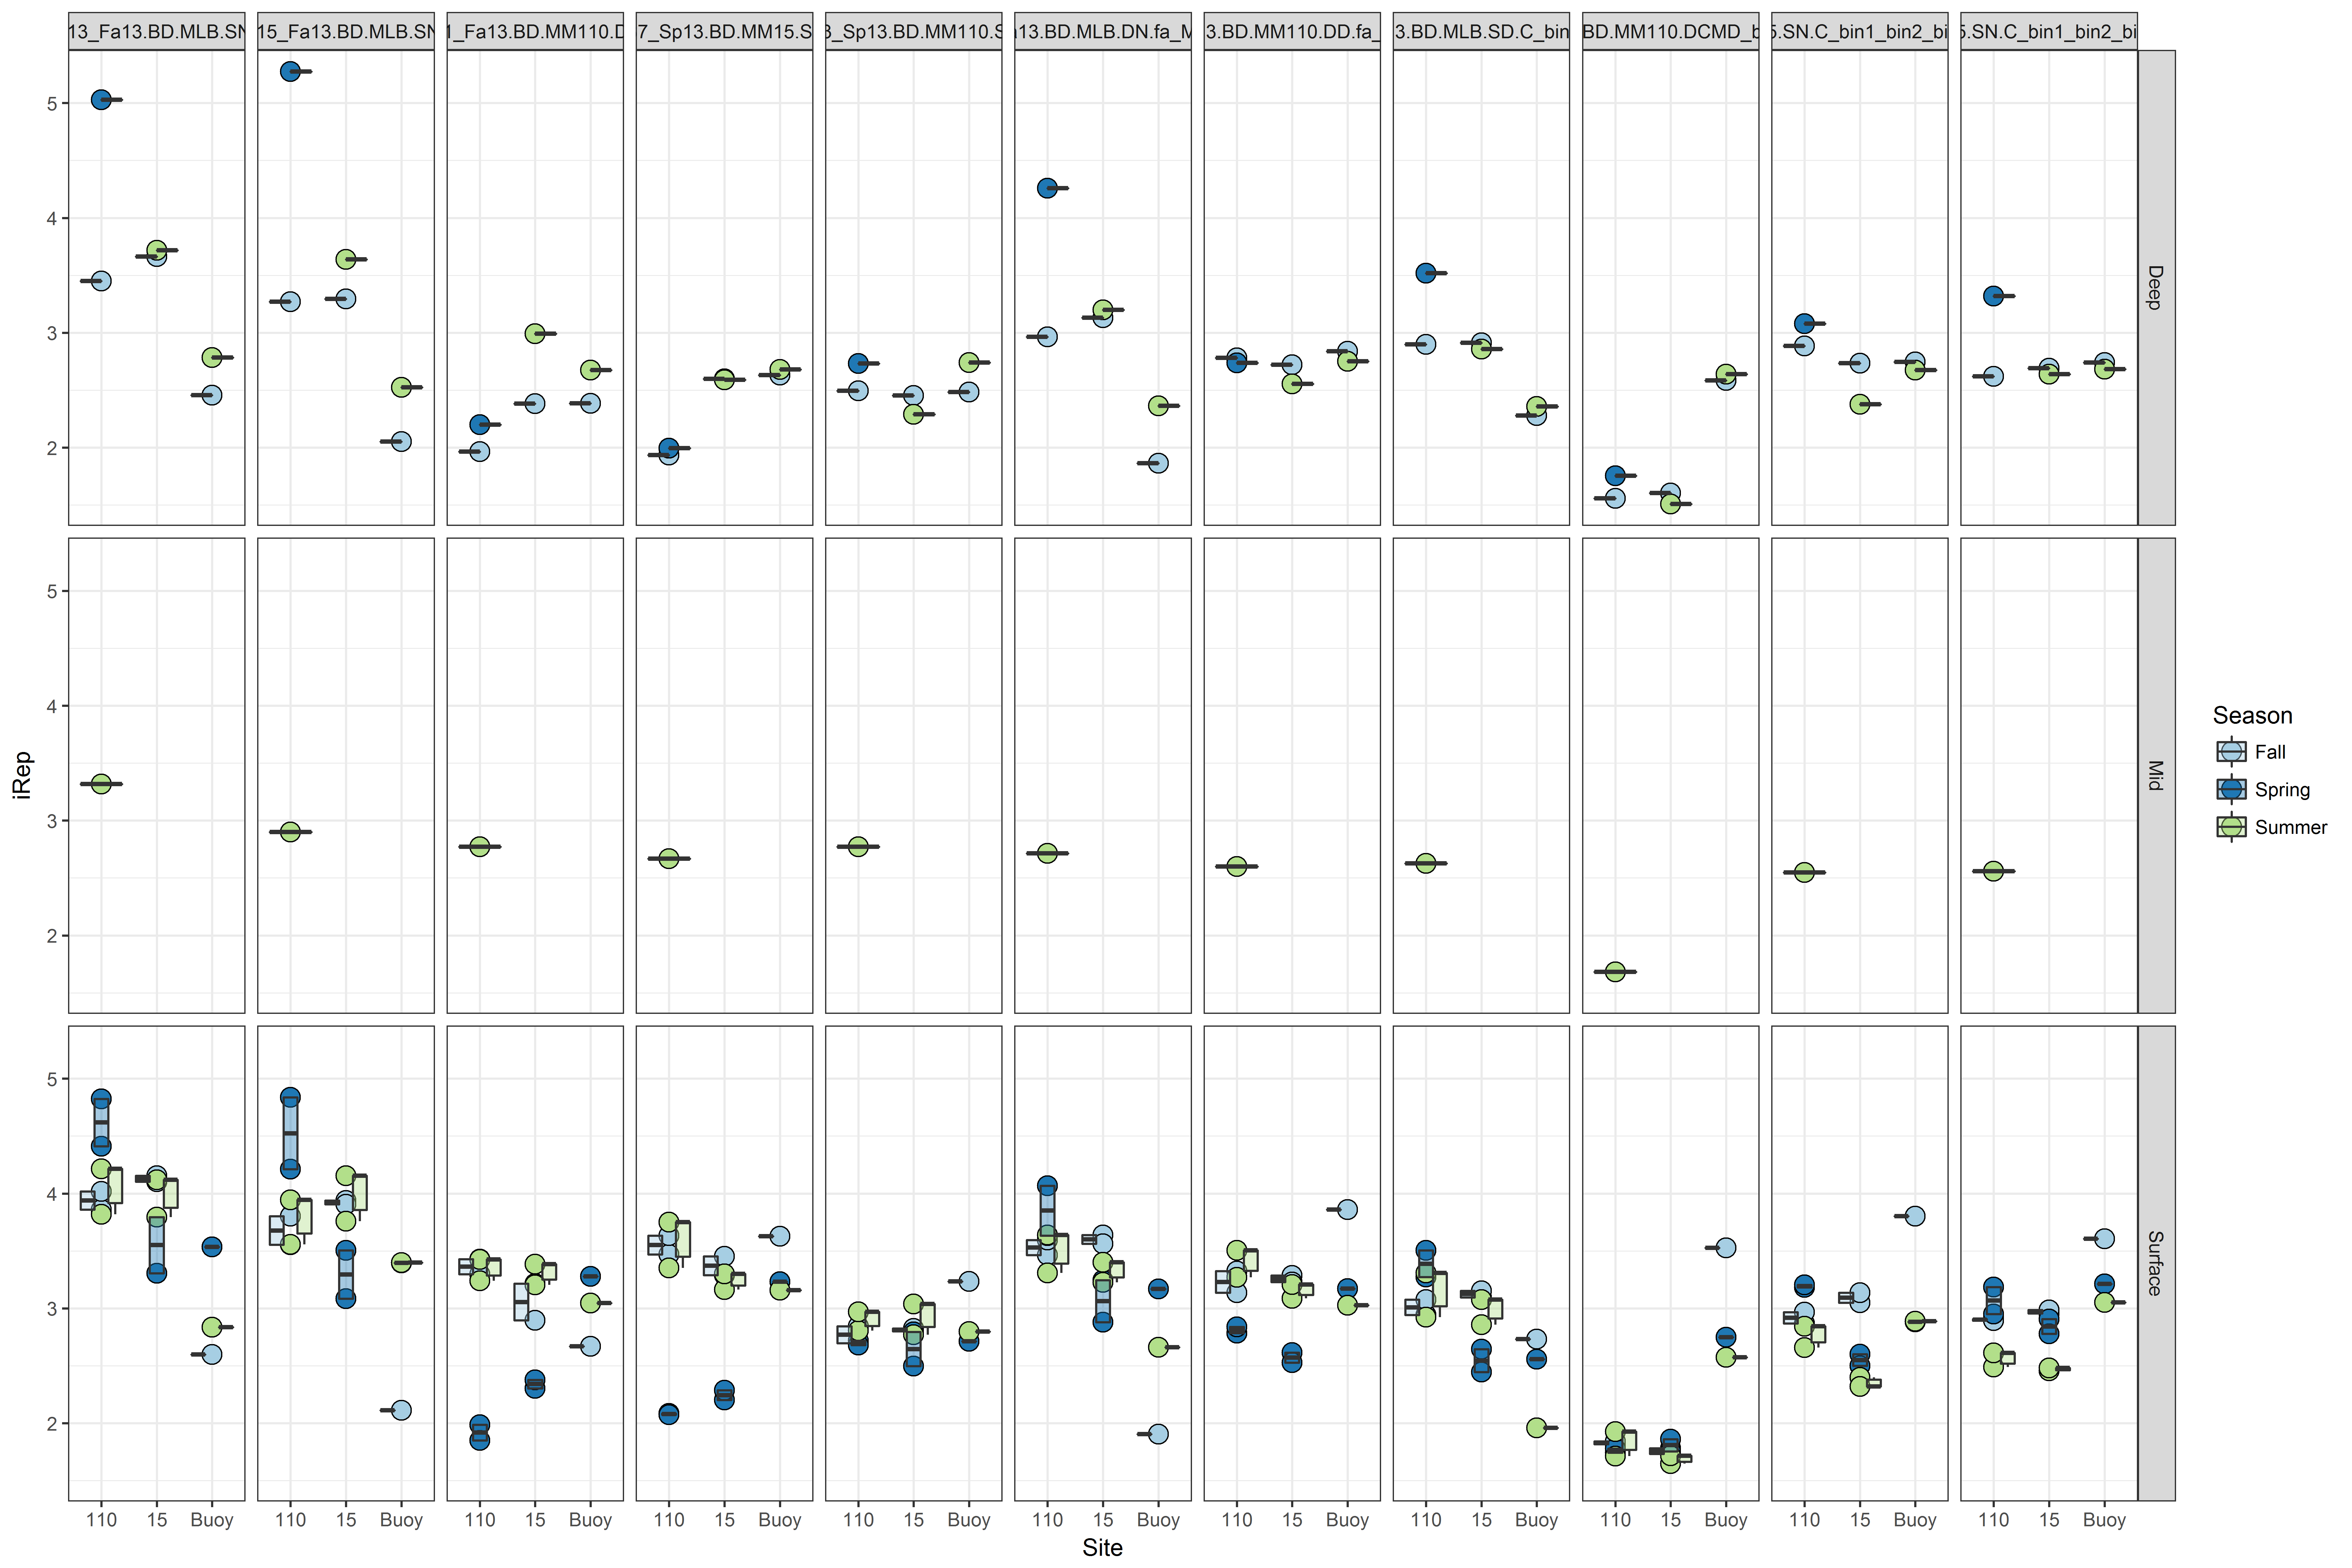 13_Fa13.BD.MLB.SN
15_Fa13.BD.MLB.SN
1_Fa13.BD.MM110.D
7_Sp13.BD.MM15.S
3_Sp13.BD.MM110.S
13.BD.MLB.DN.fa_M
3.BD.MM110.DD.fa_
3.BD.MLB.SD.C_bin
BD.MM110.DCMD_b
.SN.C_bin1_bin2_bi
.SN.C_bin1_bin2_bi
5
4
3
2
Deep
5
4
3
2
Mid
5
4
3
2
Surface
iRep
110 15 Buoy
110 15 Buoy
110 15 Buoy
110 15 Buoy
110 15 Buoy
110 15 Buoy
110 15 Buoy
110 15 Buoy
110 15 Buoy
110 15 Buoy
110 15 Buoy
Site
Season
Fall
Spring
Summer